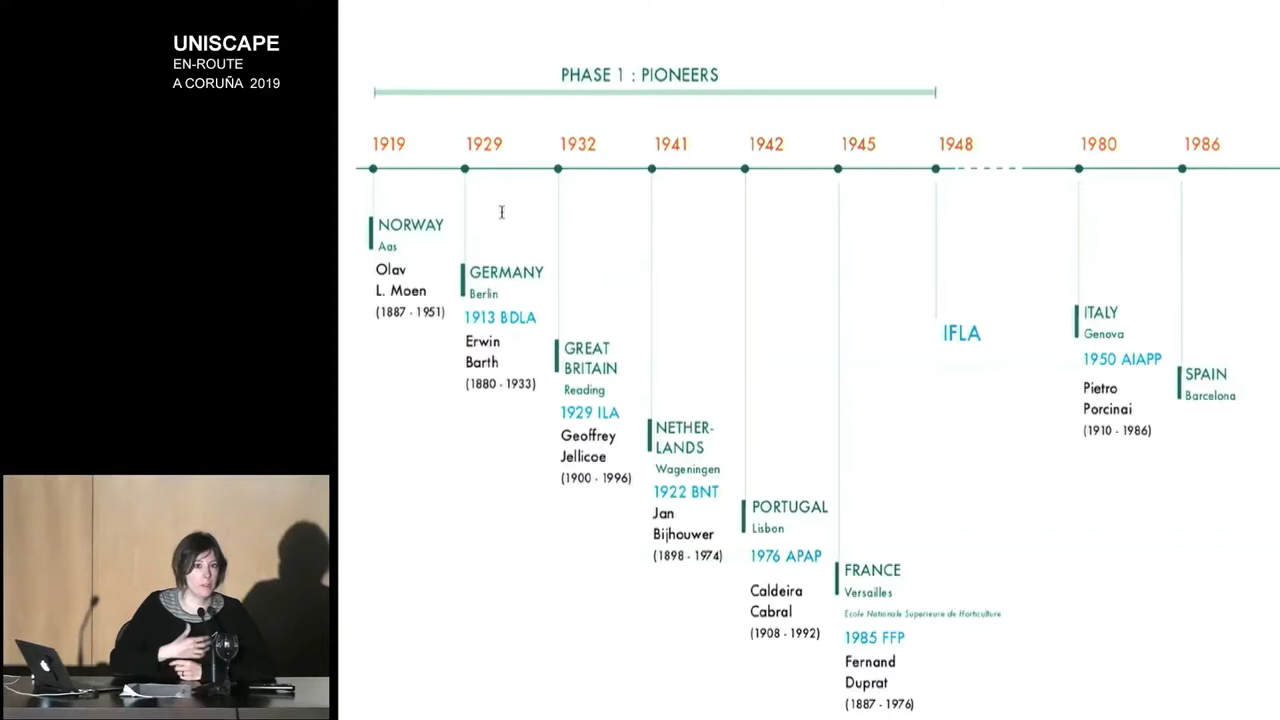 UNISCAPE
EN-ROUTE
A CORUÑA 2019
PHASE 1 : PIONEERS
1919
1929
1932
1941
1942
1945
1948
1980
1986
NORWAY
Aas
Olav
L. Moen
(1887 - 1951)
GERMANY
Berlin
1913 BDLA
Erwin
Barth
(1880 - 1933)
GREAT
BRITAIN
Reading
1929 ILA
Geoffrey
Jellicoe
(1900 - 1996)
NETHER-
LANDS
Wageningen
1922 BNT
Jan
Bijhouwer
(1898 - 1974)
PORTUGAL
Lisbon
1976 APAP
Caldeira
Cabral
(1908 - 1992)
FRANCE
Versailles
Ecole Nationale Superieure de Horticulture
1985 FFP
Fernand
Duprat
(1887 - 1976)
IFLA
ITALY
Genova
1950 AIAPP
Pietro
Porcinai
(1910 - 1986)
SPAIN
Barcelona